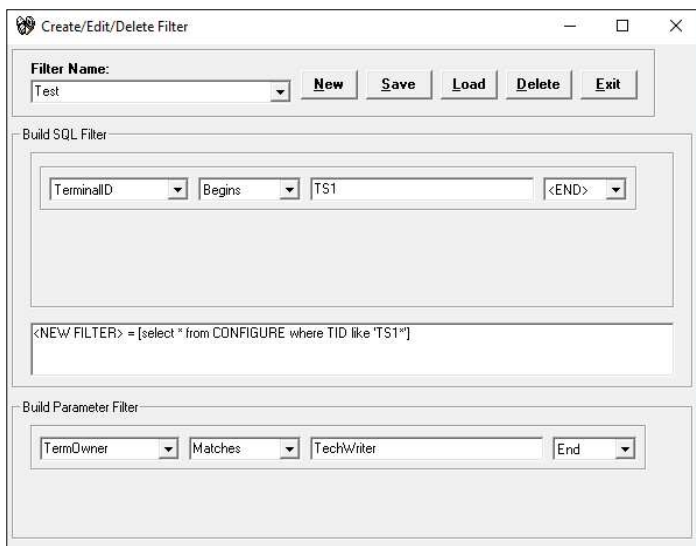 Create/Edit/Delete Filter
Filter Name:
Test
New Save Load Delete Exit
Build SQL Filter
TerminalID Begins TS1 <END>
<NEW FILTER> = [select * from CONFIGURE where TID like 'TS1*']
Build Parameter Filter
TermOwner Matches TechWriter End